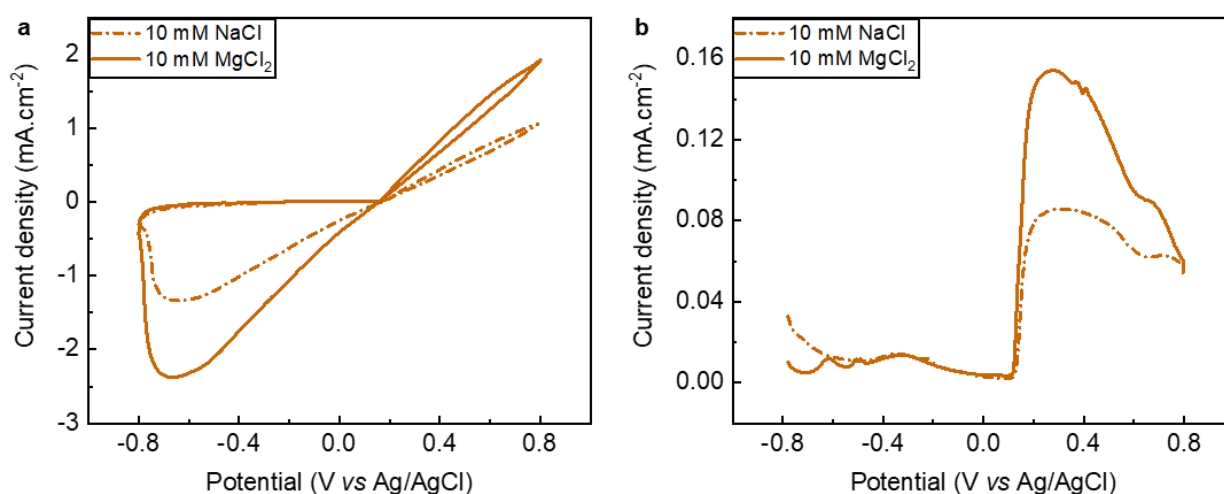 a
10 mM NaCl
10 mM MgCl₂
2
1
0
-1
-2
-3
Current density (mA.cm⁻²)
-0.8
-0.4
0.0
0.4
0.8
Potential (V vs Ag/AgCl)
b
10 mM NaCl
10 mM MgCl₂
0.16
0.12
0.08
0.04
0.00
Current density (mA.cm⁻²)
-0.8
-0.4
0.0
0.4
0.8
Potential (V vs Ag/AgCl)